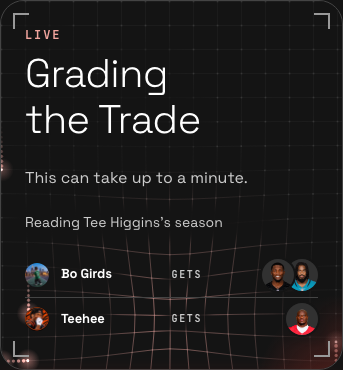 LIVE
Grading
the Trade
This can take up to a minute.
Reading Tee Higgins's season
Bo Girds GETS
Teehee GETS